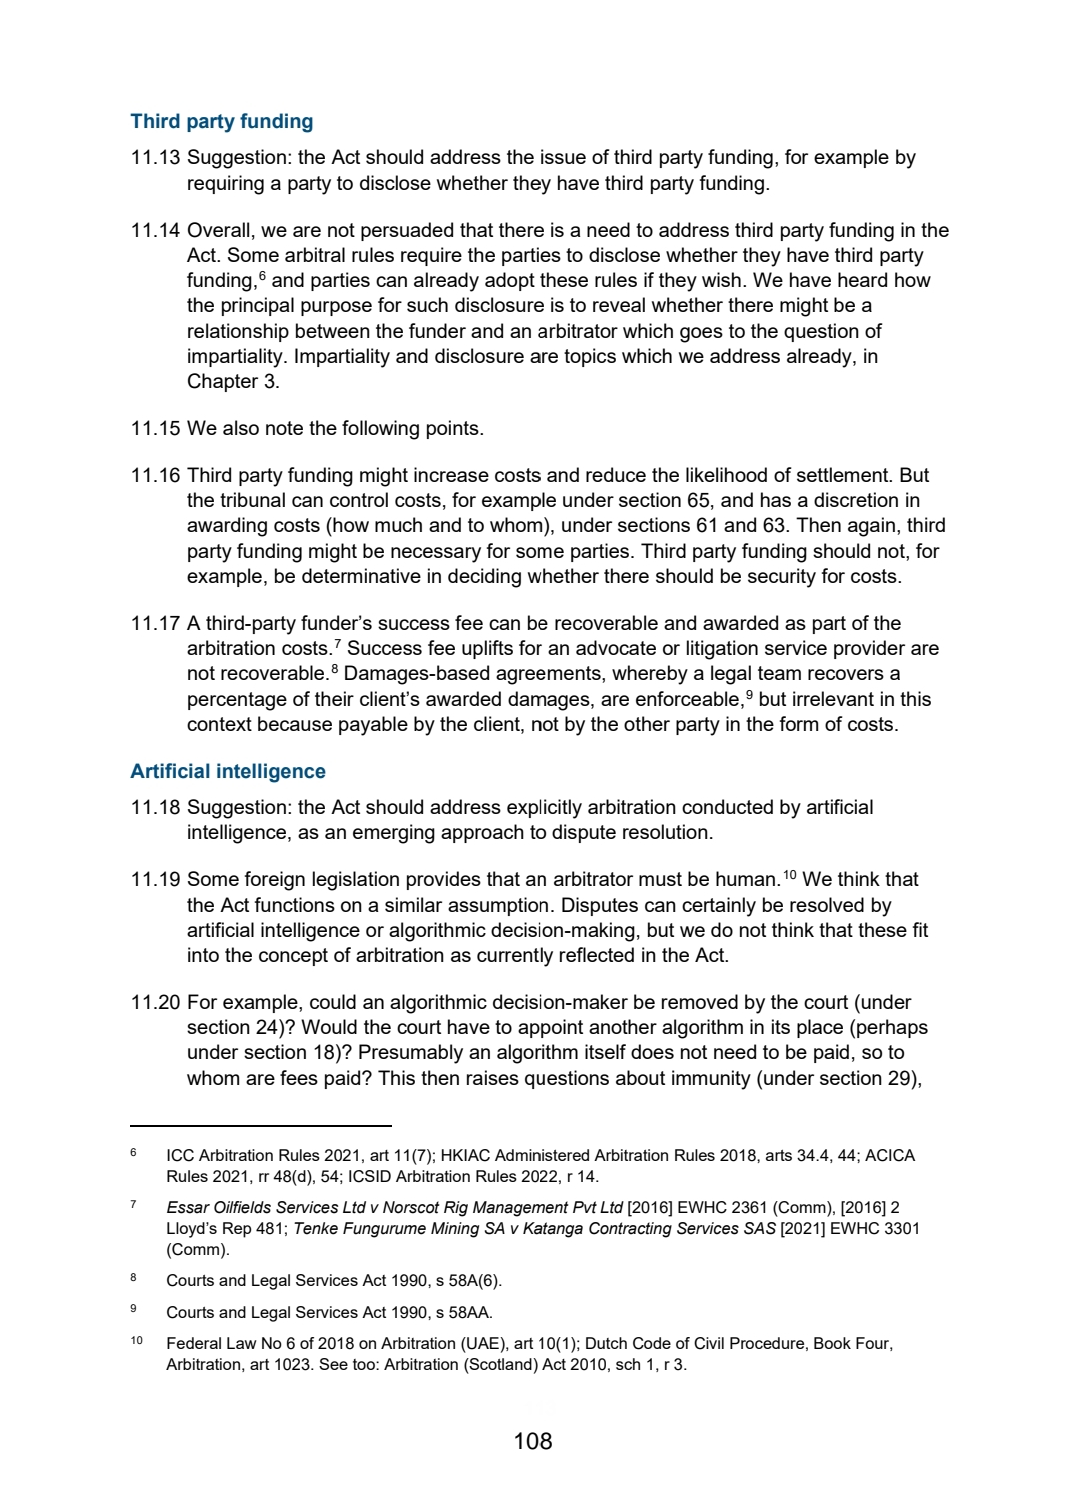 Third party funding
11.13 Suggestion: the Act should address the issue of third party funding, for example by
requiring a party to disclose whether they have third party funding.
11.14 Overall, we are not persuaded that there is a need to address third party funding in the
Act. Some arbitral rules require the parties to disclose whether they have third party
funding,6 and parties can already adopt these rules if they wish. We have heard how
the principal purpose for such disclosure is to reveal whether there might be a
relationship between the funder and an arbitrator which goes to the question of
impartiality. Impartiality and disclosure are topics which we address already, in
Chapter 3.
11.15 We also note the following points.
11.16 Third party funding might increase costs and reduce the likelihood of settlement. But
the tribunal can control costs, for example under section 65, and has a discretion in
awarding costs (how much and to whom), under sections 61 and 63. Then again, third
party funding might be necessary for some parties. Third party funding should not, for
example, be determinative in deciding whether there should be security for costs.
11.17 A third-party funder's success fee can be recoverable and awarded as part of the
arbitration costs.7 Success fee uplifts for an advocate or litigation service provider are
not recoverable.8 Damages-based agreements, whereby a legal team recovers a
percentage of their client's awarded damages, are enforceable,9 but irrelevant in this
context because payable by the client, not by the other party in the form of costs.
Artificial intelligence
11.18 Suggestion: the Act should address explicitly arbitration conducted by artificial
intelligence, as an emerging approach to dispute resolution.
11.19 Some foreign legislation provides that an arbitrator must be human.10 We think that
the Act functions on a similar assumption. Disputes can certainly be resolved by
artificial intelligence or algorithmic decision-making, but we do not think that these fit
into the concept of arbitration as currently reflected in the Act.
11.20 For example, could an algorithmic decision-maker be removed by the court (under
section 24)? Would the court have to appoint another algorithm in its place (perhaps
under section 18)? Presumably an algorithm itself does not need to be paid, so to
whom are fees paid? This then raises questions about immunity (under section 29),
6 ICC Arbitration Rules 2021, art 11(7); HKIAC Administered Arbitration Rules 2018, arts 34.4, 44; ACICA
Rules 2021, rr 48(d), 54; ICSID Arbitration Rules 2022, r 14.
7 Essar Oilfields Services Ltd v Norscot Rig Management Pvt Ltd [2016] EWHC 2361 (Comm), [2016] 2
Lloyd's Rep 481; Tenke Fungurume Mining SA v Katanga Contracting Services SAS [2021] EWHC 3301
(Comm).
8 Courts and Legal Services Act 1990, s 58A(6).
9 Courts and Legal Services Act 1990, s 58AA.
10 Federal Law No 6 of 2018 on Arbitration (UAE), art 10(1); Dutch Code of Civil Procedure, Book Four,
Arbitration, art 1023. See too: Arbitration (Scotland) Act 2010, sch 1, r 3.
108